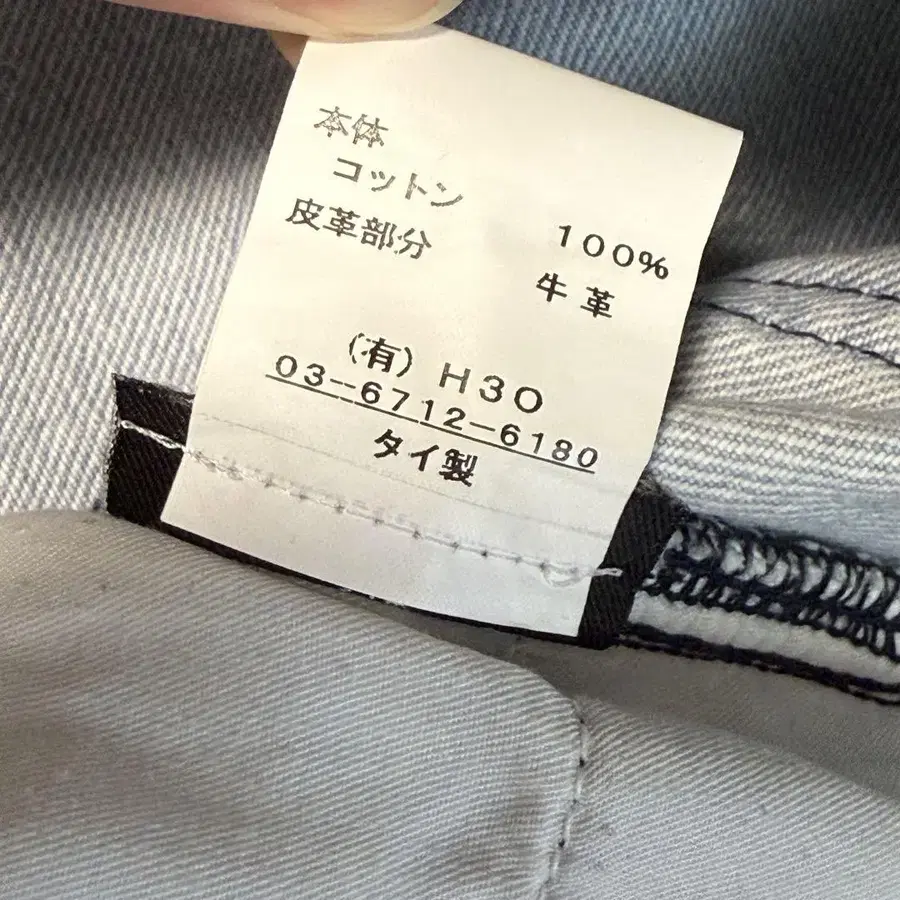 本体
コットン 100%
皮革部分 牛革
(有) H30
03-6712-6180
タイ製